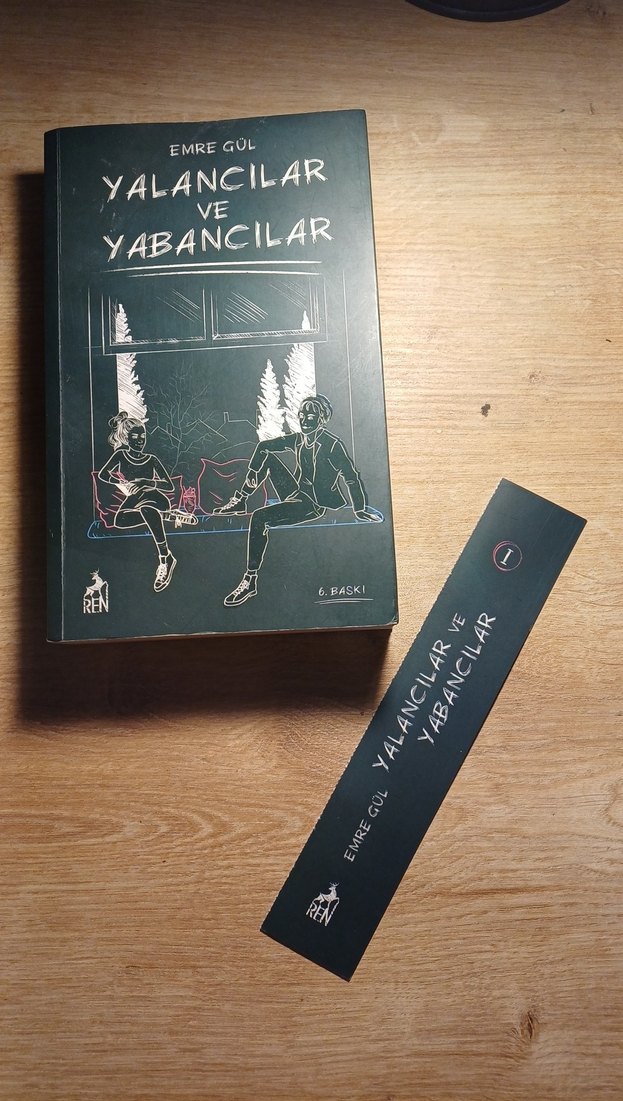 EMRE GÜL
YALANCILAR
VE
YABANCILAR
6. BASKI
REN
I
YALANCILAR VE
YABANCILAR
EMRE GÜL
REN